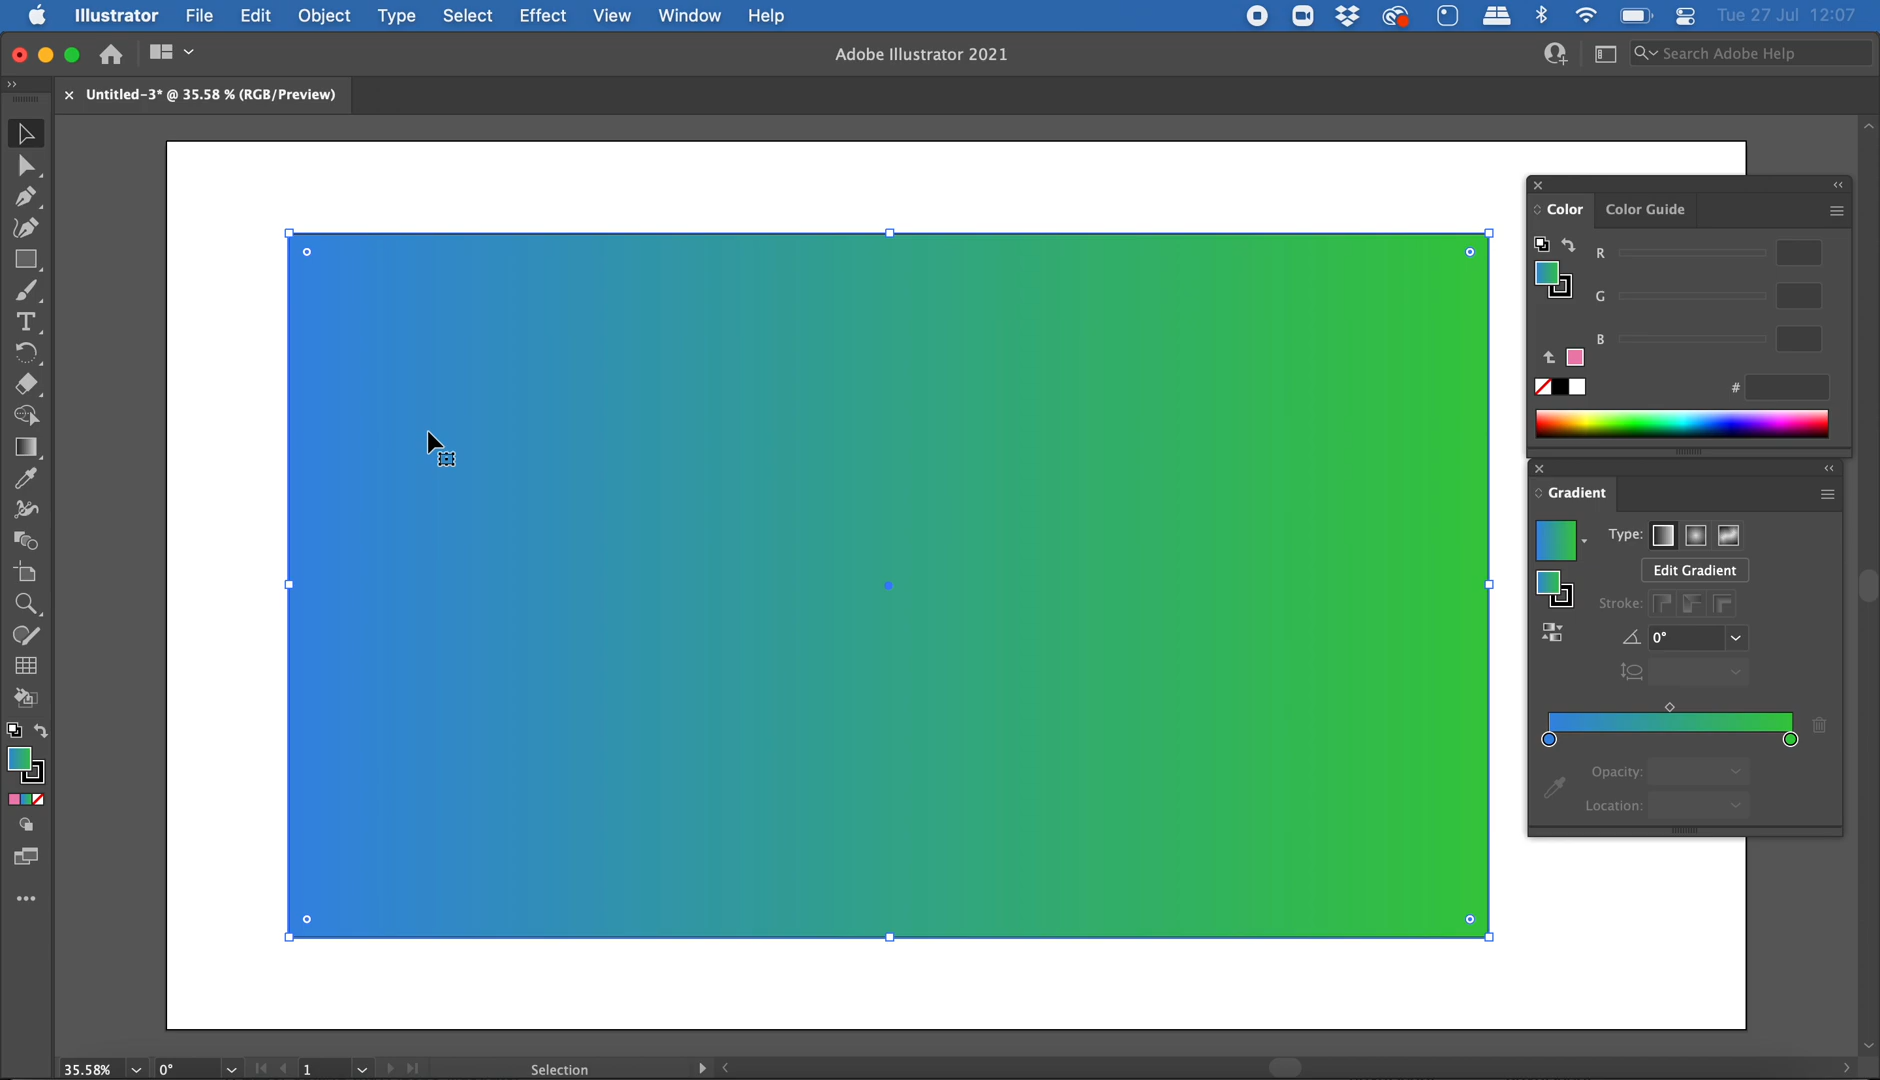 Illustrator File Edit Object Type Select Effect View Window Help Tue 27 Jul 12:07
Adobe Illustrator 2021 Search Adobe Help
Untitled-3* @ 35.58 % (RGB/Preview)
Color Color Guide
R
G
B
#
Gradient
Type:
Edit Gradient
Stroke:
0°
Opacity:
Location:
35.58% 0° 1 Selection